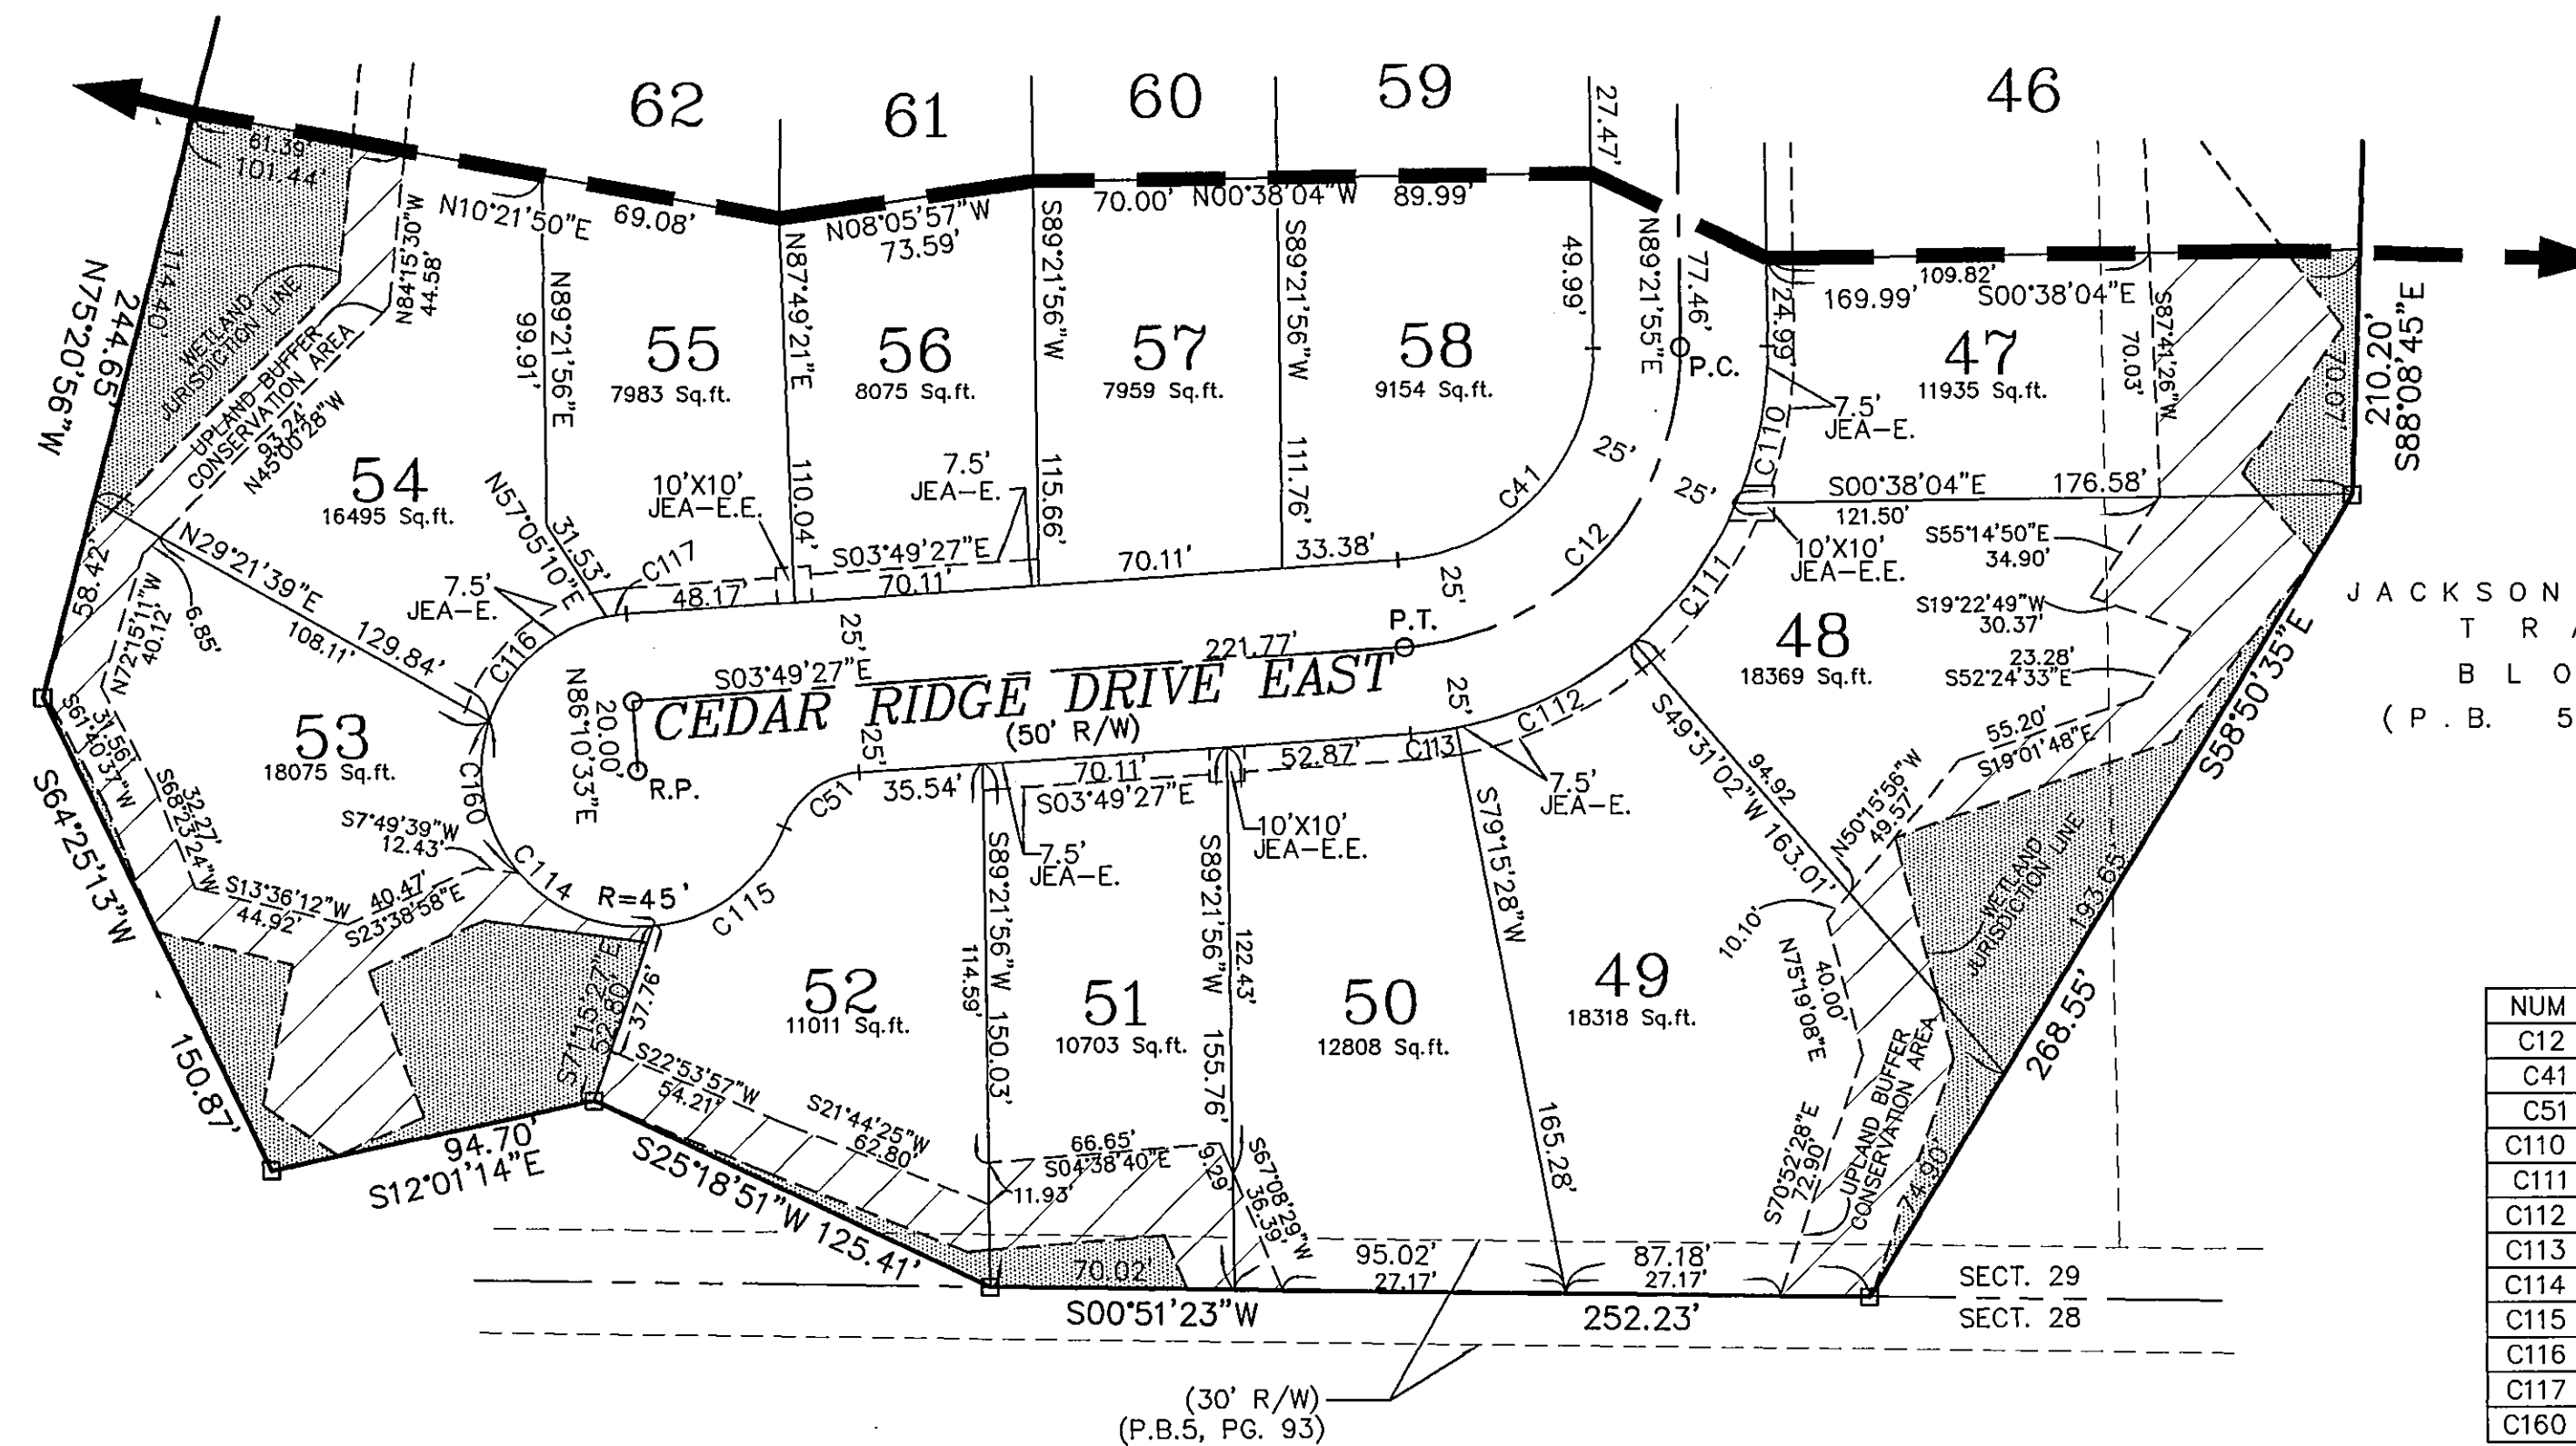 62
61
60
59
46
27.47'
61.39'
101.44'
N10°21'50"E
69.08'
N08°05'57"W
73.59'
70.00'
N00°38'04"W
89.99'
109.82'
169.99'
S00°38'04"E
114.40'
244.65'
N75°20'56"W
WETLAND
JURISDICTION LINE
UPLAND BUFFER
CONSERVATION AREA
93.24'
N45°00'28"W
N84°15'30"W
44.58'
54
16495 Sq.ft.
N89°21'56"E
99.91'
55
7983 Sq.ft.
N87°49'21"E
110.04'
56
8075 Sq.ft.
S89°21'56"W
115.66'
57
7959 Sq.ft.
S89°21'56"W
111.76'
58
9154 Sq.ft.
49.99'
N89°21'55"E
77.46'
P.C.
24.99'
7.5'
JEA-E.
C110
47
11935 Sq.ft.
S87°41'26"W
70.03'
70.07'
210.20'
S88°08'45"E
25'
25'
C41
C12
S00°38'04"E
176.58'
121.50'
10'X10'
JEA-E.E.
S55°14'50"E
34.90'
S19°22'49"W
30.37'
23.28'
S52°24'33"E
C111
48
18369 Sq.ft.
55.20'
S19°01'48"E
S58°50'35"E
JACKSON
T R
B L O
(P.B. 5
N57°05'10"E
31.53'
C117
10'X10'
JEA-E.E.
7.5'
JEA-E.
S03°49'27"E
48.17'
70.11'
70.11'
33.38'
25'
25'
P.T.
221.77'
S03°49'27"E
CEDAR RIDGE DRIVE EAST
(50' R/W)
N86°10'33"E
20.00'
R.P.
7.5'
JEA-E.
C116
N29°21'39"E
129.84'
108.11'
58.42'
6.85'
N72°15'11"W
40.12'
31.56'
S61°40'37"W
32.27'
S68°23'24"W
53
18075 Sq.ft.
C160
S7°49'39"W
12.43'
C114
R=45'
C115
C51
25'
35.54'
70.11'
S03°49'27"E
52.87'
C113
25'
C112
7.5'
JEA-E.
7.5'
JEA-E.
10'X10'
JEA-E.E.
S13°36'12"W
44.92'
40.47'
S23°38'58"E
S64°25'13"W
150.87'
S71°15'27"E
52.80'
37.76'
94.70'
S12°01'14"E
52
11011 Sq.ft.
S89°21'56"W 150.03'
114.59'
51
10703 Sq.ft.
S89°21'56"W
122.43'
155.76'
50
12808 Sq.ft.
S79°15'28"W
165.28'
49
18318 Sq.ft.
S49°31'02"W 163.01'
94.92
N50°15'56"W
49.57'
10.10'
40.00'
N75°19'08"E
WETLAND
JURISDICTION LINE
193.65'
268.55'
74.90'
S70°52'28"E
72.90'
UPLAND BUFFER
CONSERVATION AREA
S22°53'57"W
54.21'
S21°44'25"W
62.80'
S25°18'51"W 125.41'
66.65'
S04°38'40"E
11.93'
9.29
S67°08'29"W
36.39'
70.02'
95.02'
27.17'
87.18'
27.17'
S00°51'23"W
252.23'
SECT. 29
SECT. 28
(30' R/W)
(P.B.5, PG. 93)
NUM
C12
C41
C51
C110
C111
C112
C113
C114
C115
C116
C117
C160